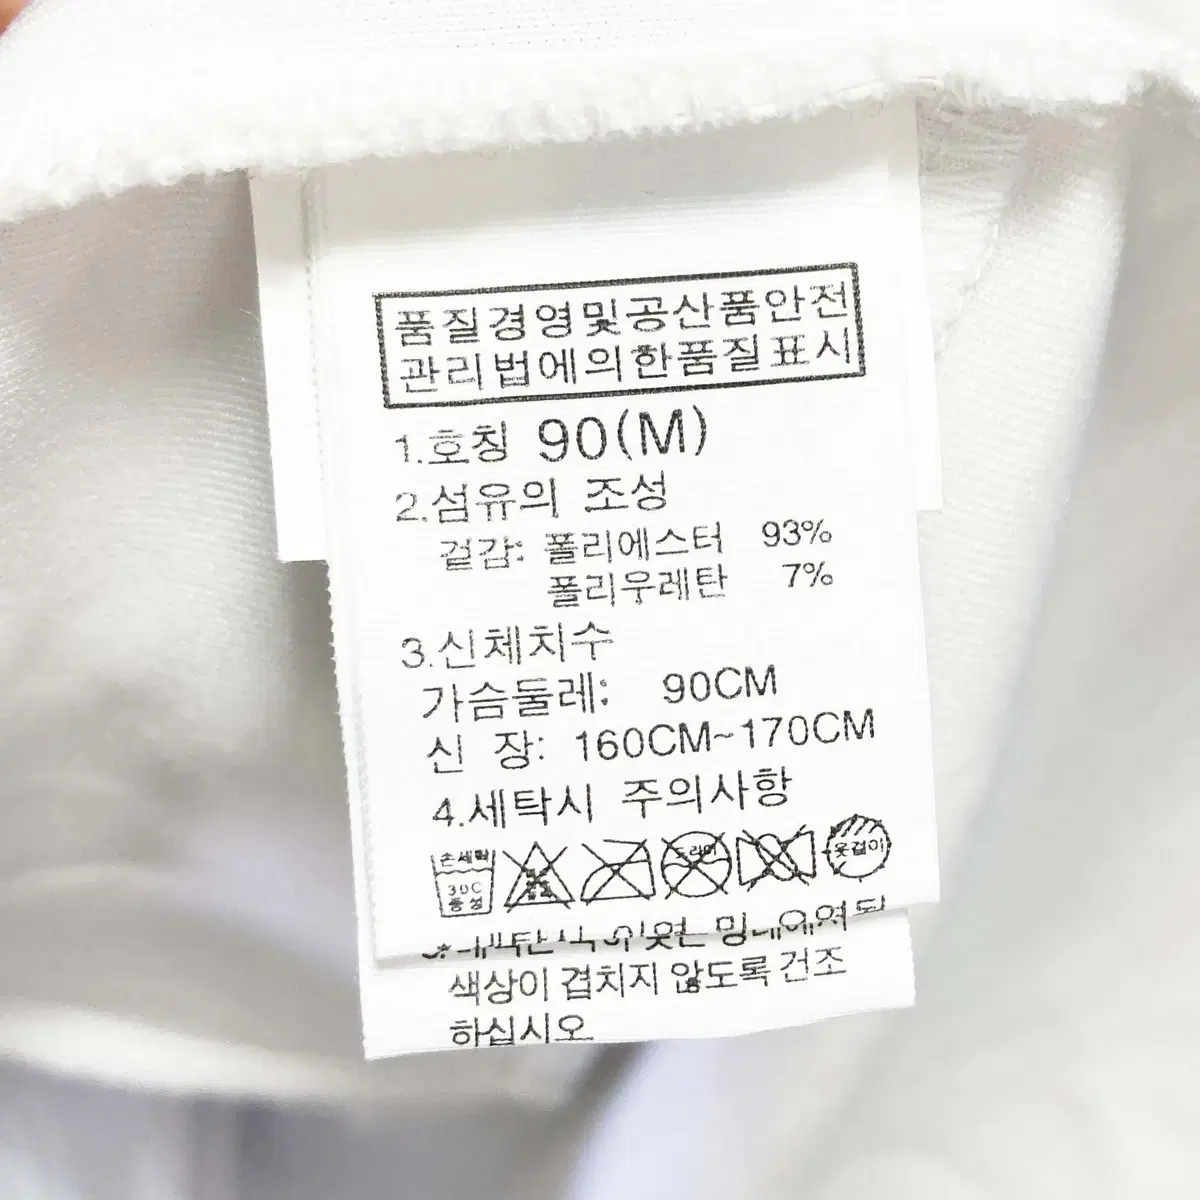 품질경영및공산품안전
관리법에의한품질표시
1.호칭 90(M)
2.섬유의 조성
겉감: 폴리에스터 93%
폴리우레탄 7%
3.신체치수
가슴둘레: 90CM
신 장: 160CM~170CM
4.세탁시 주의사항
손세탁
30C
중성
드라이
옷걸이
색상이 겹치지 않도록 건조
하십시오.